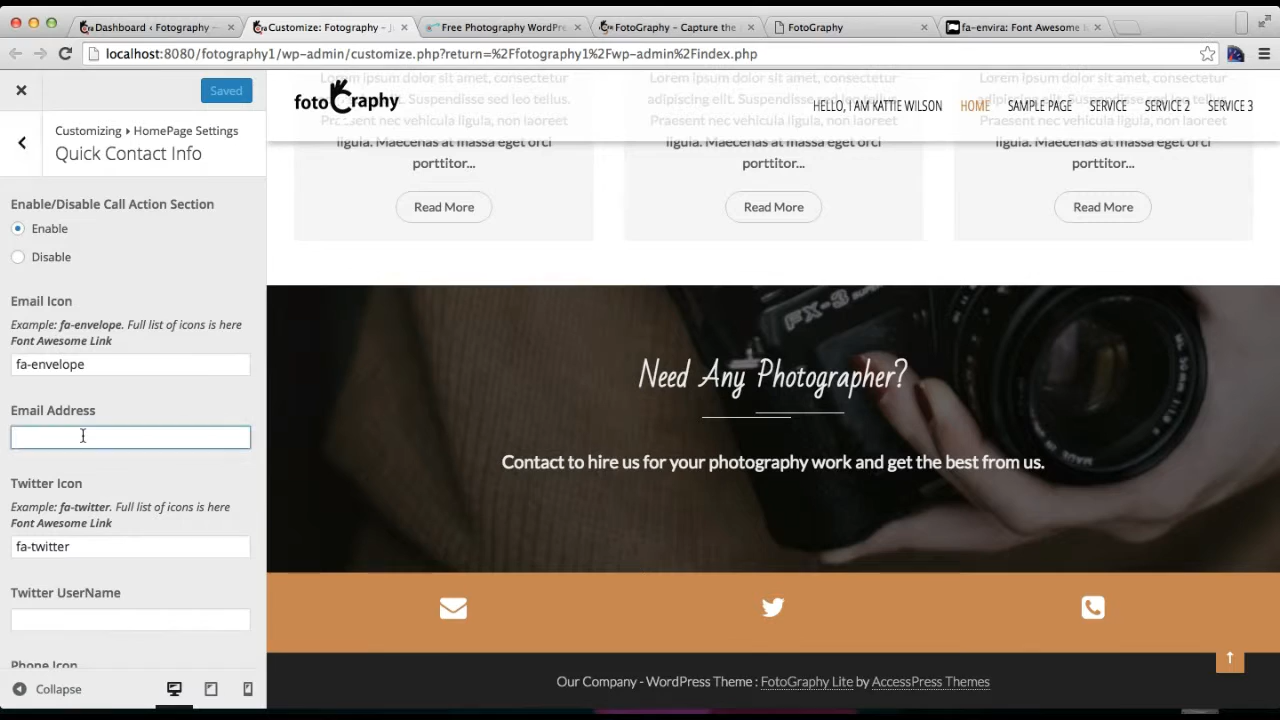 Dashboard ‹ Fotography —
Customize: Fotography - j
Free Photography WordPre
FotoGraphy - Capture the
FotoGraphy
fa-envira: Font Awesome
localhost:8080/fotography1/wp-admin/customize.php?return=%2Ffotography1%2Fwp-admin%2Findex.php
Saved
Customizing ▸ HomePage Settings
Quick Contact Info
Enable/Disable Call Action Section
Enable
Disable
Email Icon
Example: fa-envelope. Full list of icons is here
Font Awesome Link
fa-envelope
Email Address
Twitter Icon
Example: fa-twitter. Full list of icons is here
Font Awesome Link
fa-twitter
Twitter UserName
Phone Icon
Collapse
fotography
HELLO, I AM KATTIE WILSON
HOME
SAMPLE PAGE
SERVICE
SERVICE 2
SERVICE 3
Lorem ipsum dolor sit amet, consectetur
adipiscing elit. Suspendisse sed leo tellus.
Praesent nec vehicula ligula, non porttitor
ligula. Maecenas at massa eget orci
porttitor...
Read More
Lorem ipsum dolor sit amet, consectetur
adipiscing elit. Suspendisse sed leo tellus.
Praesent nec vehicula ligula, non porttitor
ligula. Maecenas at massa eget orci
porttitor...
Read More
Lorem ipsum dolor sit amet, consectetur
adipiscing elit. Suspendisse sed leo tellus.
Praesent nec vehicula ligula, non porttitor
ligula. Maecenas at massa eget orci
porttitor...
Read More
FX-3
Need Any Photographer?
Contact to hire us for your photography work and get the best from us.
Our Company - WordPress Theme : FotoGraphy Lite by AccessPress Themes